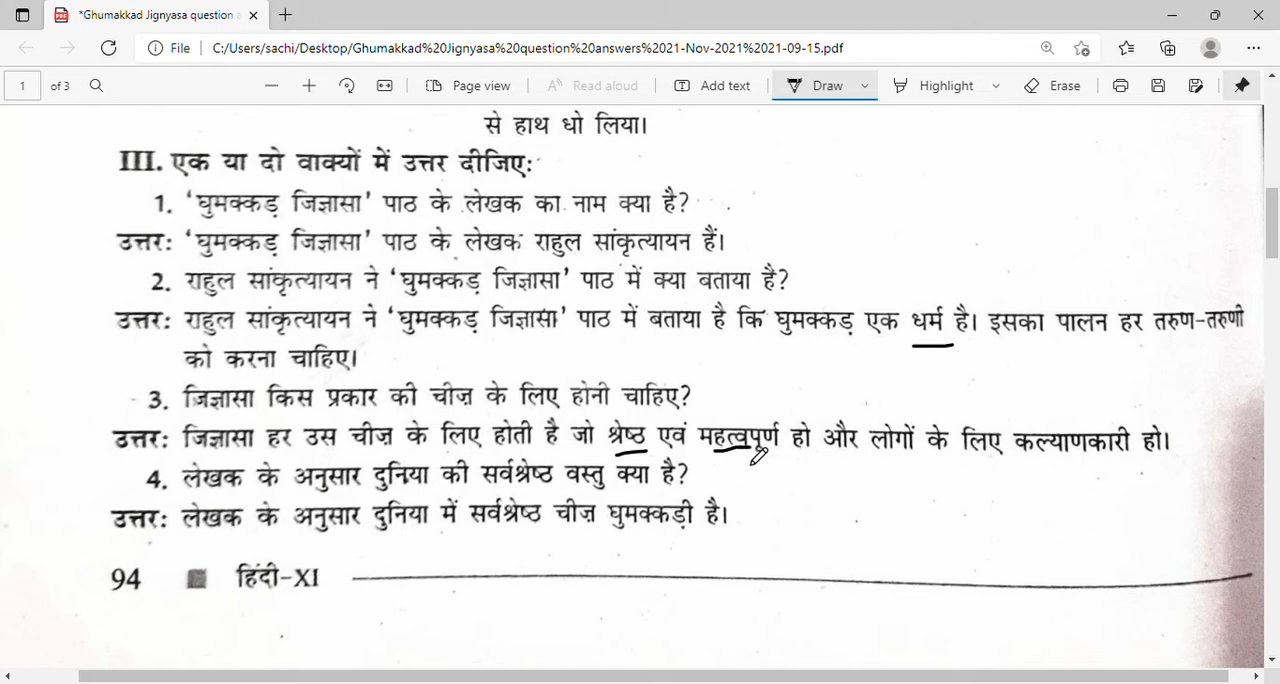 *Ghumakkad Jignyasa question a
File | C:/Users/sachi/Desktop/Ghumakkad%20Jignyasa%20question%20answers%2021-Nov-2021%2021-09-15.pdf
1 of 3 Page view Read aloud Add text Draw Highlight Erase
से हाथ धो लिया।
III. एक या दो वाक्यों में उत्तर दीजिए:
1. 'घुमक्कड़ जिज्ञासा' पाठ के लेखक का नाम क्या है?
उत्तर: 'घुमक्कड़ जिज्ञासा' पाठ के लेखक राहुल सांकृत्यायन हैं।
2. राहुल सांकृत्यायन ने 'घुमक्कड़ जिज्ञासा' पाठ में क्या बताया है?
उत्तर: राहुल सांकृत्यायन ने 'घुमक्कड़ जिज्ञासा' पाठ में बताया है कि घुमक्कड़ एक धर्म है। इसका पालन हर तरुण-तरुणी
को करना चाहिए।
3. जिज्ञासा किस प्रकार की चीज़ के लिए होनी चाहिए?
उत्तर: जिज्ञासा हर उस चीज़ के लिए होती है जो श्रेष्ठ एवं महत्वपूर्ण हो और लोगों के लिए कल्याणकारी हो।
4. लेखक के अनुसार दुनिया की सर्वश्रेष्ठ वस्तु क्या है?
उत्तर: लेखक के अनुसार दुनिया में सर्वश्रेष्ठ चीज़ घुमक्कड़ी है।
94 हिंदी-XI